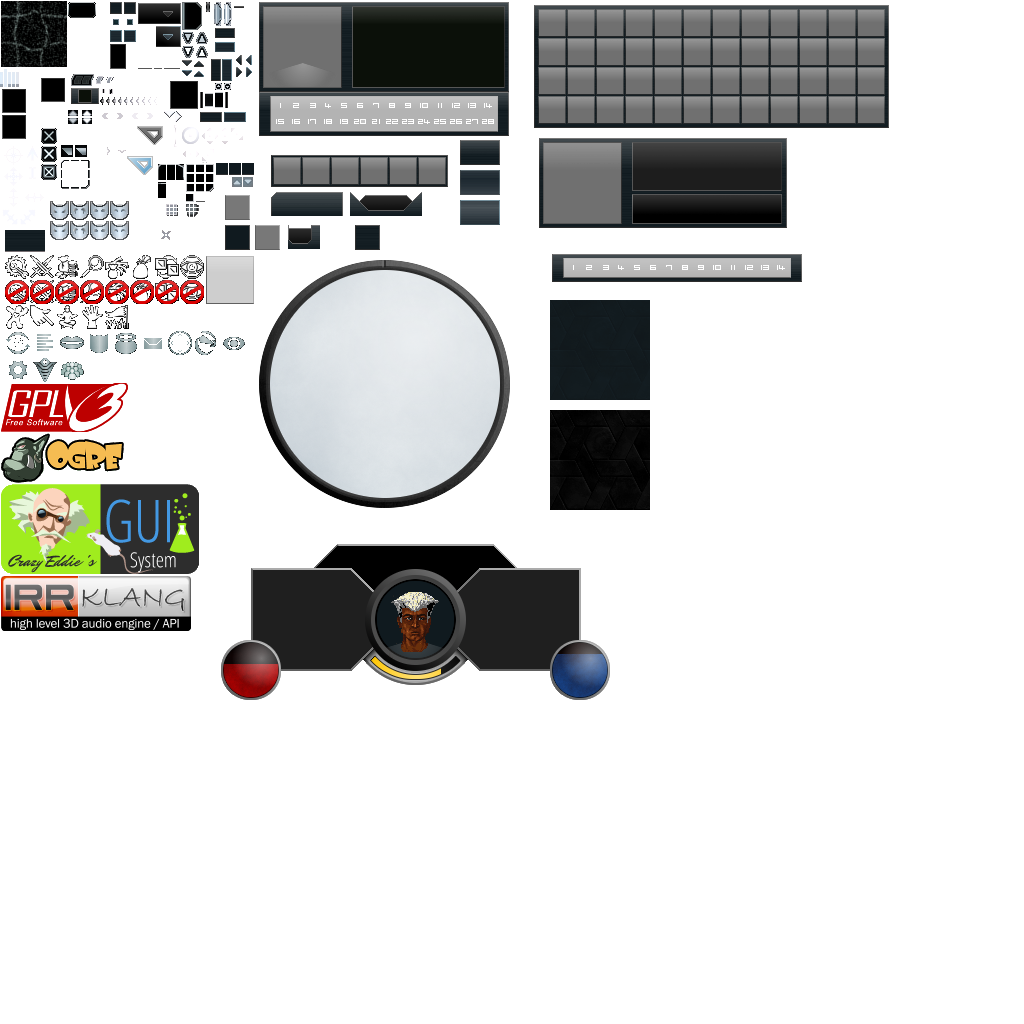 1 2 3 4 5 6 7 8 9 10 11 12 13 14
15 16 17 18 19 20 21 22 23 24 25 26 27 28
1 2 3 4 5 6 7 8 9 10 11 12 13 14
GPLv3
Free Software
OGRE
GUI
Crazy Eddie's System
IRR KLANG
high level 3D audio engine / API